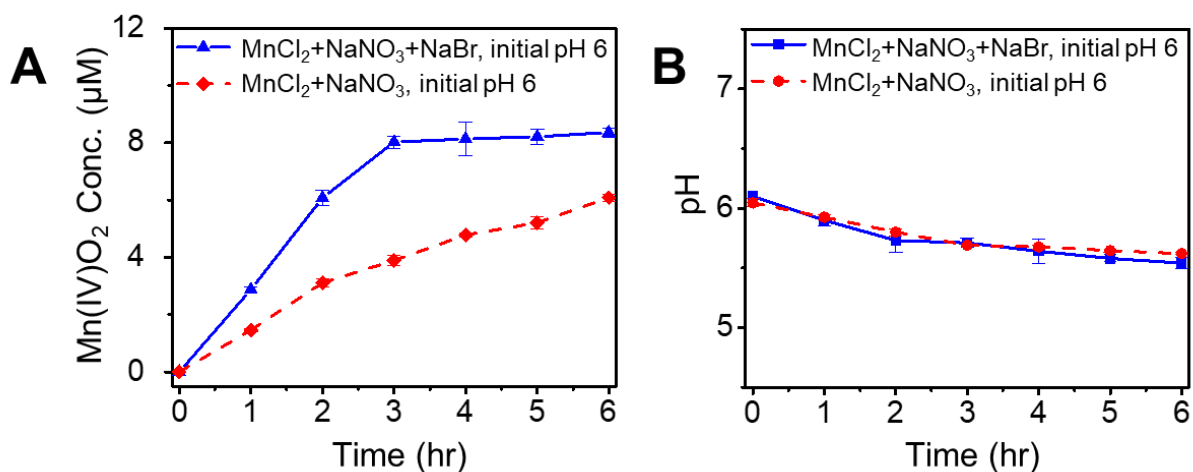 A
Mn(IV)O₂ Conc. (μM)
12
8
4
0
MnCl₂+NaNO₃+NaBr, initial pH 6
MnCl₂+NaNO₃, initial pH 6
0 1 2 3 4 5 6
Time (hr)
B
pH
7
6
5
MnCl₂+NaNO₃+NaBr, initial pH 6
MnCl₂+NaNO₃, initial pH 6
0 1 2 3 4 5 6
Time (hr)